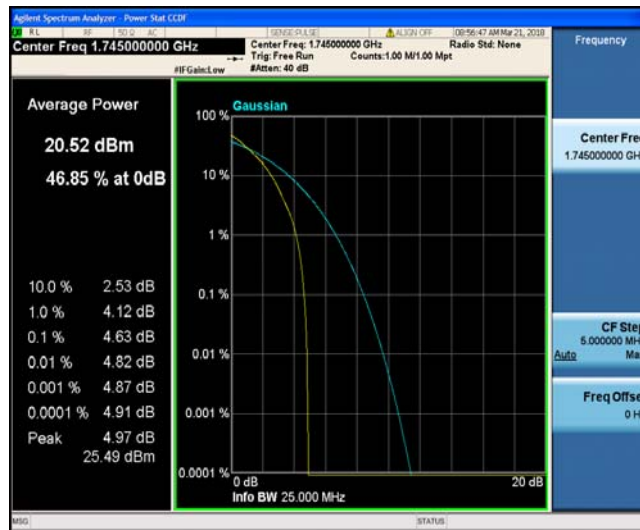 Agilent Spectrum Analyzer - Power Stat CCDF
RL RF 50 Ω AC SENSE:PULSE ALIGN OFF 08:56:47 AM Mar 21, 2018
Center Freq 1.745000000 GHz
Center Freq: 1.745000000 GHz Radio Std: None
Trig: Free Run Counts:1.00 M/1.00 Mpt
#IFGain:Low #Atten: 40 dB
Frequency
Average Power
20.52 dBm
46.85 % at 0dB
10.0 % 2.53 dB
1.0 % 4.12 dB
0.1 % 4.63 dB
0.01 % 4.82 dB
0.001 % 4.87 dB
0.0001 % 4.91 dB
Peak 4.97 dB
25.49 dBm
Gaussian
100 %
10 %
1 %
0.1 %
0.01 %
0.001 %
0.0001 %
0 dB 20 dB
Info BW 25.000 MHz
Center Fre
1.745000000 GH
CF Step
5.000000 MH
Auto Ma
Freq Offse
0 H
MSG STATUS